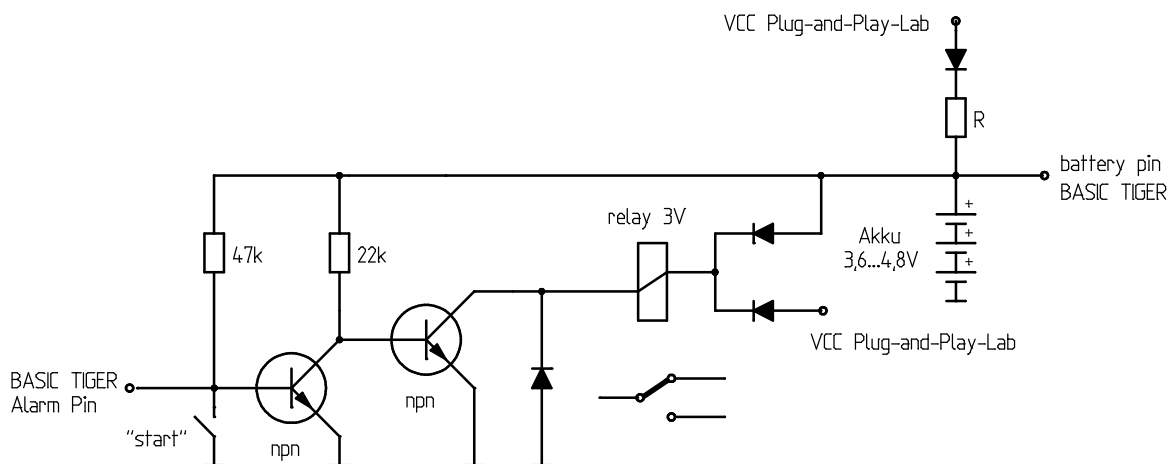 VCC Plug-and-Play-Lab
R
battery pin
BASIC TIGER
relay 3V
Akku
3,6...4,8V
+
+
+
47k
22k
VCC Plug-and-Play-Lab
BASIC TIGER
Alarm Pin
npn
"start"
npn